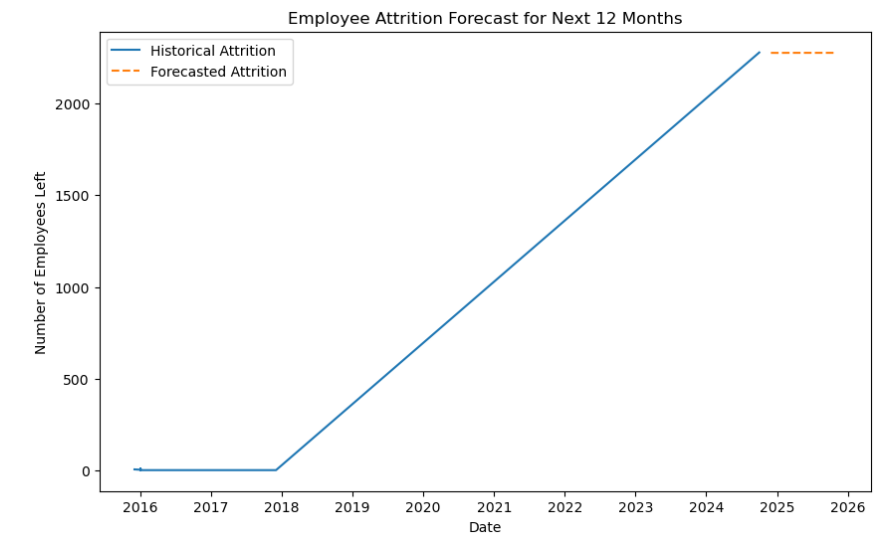 Employee Attrition Forecast for Next 12 Months
Historical Attrition
Forecasted Attrition
Number of Employees Left
2000
1500
1000
500
0
2016 2017 2018 2019 2020 2021 2022 2023 2024 2025 2026
Date